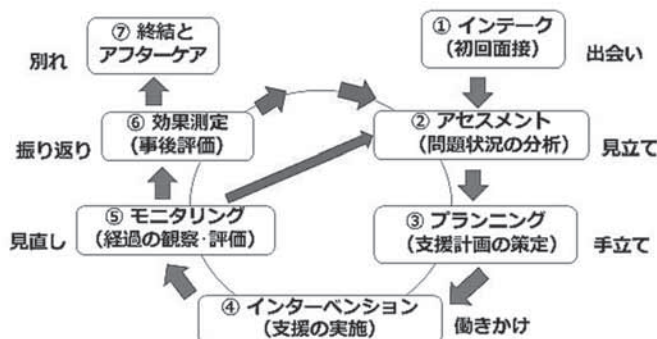 ① インテーク
(初回面接)
出会い
② アセスメント
(問題状況の分析)
見立て
③ プランニング
(支援計画の策定)
手立て
④ インターベンション
(支援の実施)
働きかけ
⑤ モニタリング
(経過の観察・評価)
見直し
⑥ 効果測定
(事後評価)
振り返り
⑦ 終結と
アフターケア
別れ